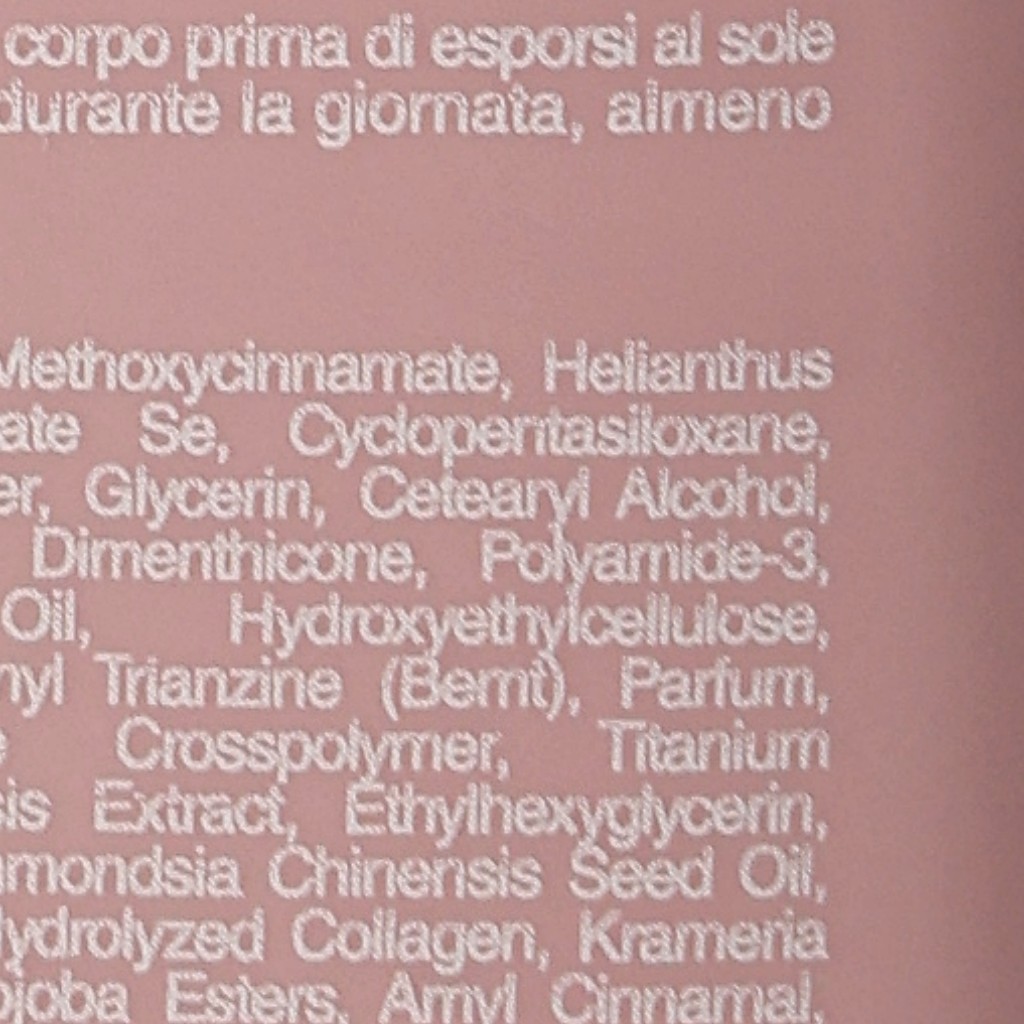 corpo prima di esporsi al sole
durante la giornata, almeno
Methoxycinnamate, Helianthus
ate Se, Cyclopentasiloxane,
er, Glycerin, Cetearyl Alcohol,
Dimenthicone, Polyamide-3,
Oil, Hydroxyethylcellulose,
nyl Trianzine (Bemt), Parfum,
e Crosspolymer, Titanium
sis Extract, Ethylhexyglycerin,
mmondsia Chinensis Seed Oil,
ydrolyzed Collagen, Krameria
ojoba Esters, Amyl Cinnamal,